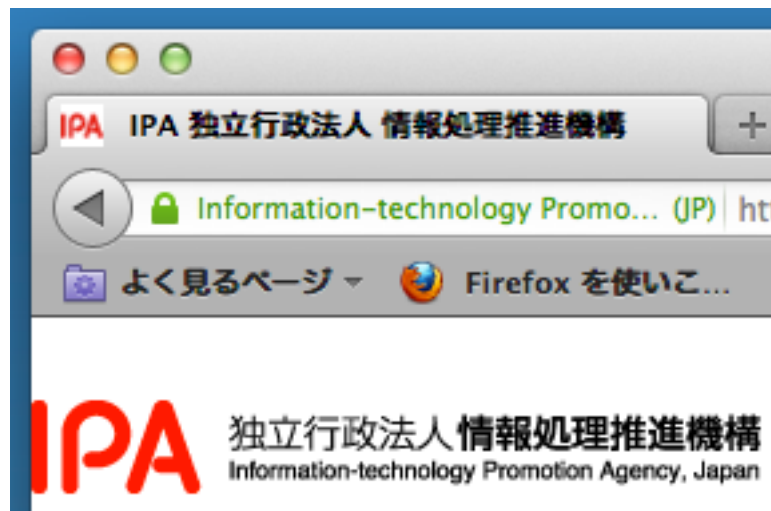 IPA IPA 独立行政法人 情報処理推進機構
Information-technology Promo... (JP) ht
よく見るページ Firefox を使いこ...
IPA 独立行政法人情報処理推進機構
Information-technology Promotion Agency, Japan